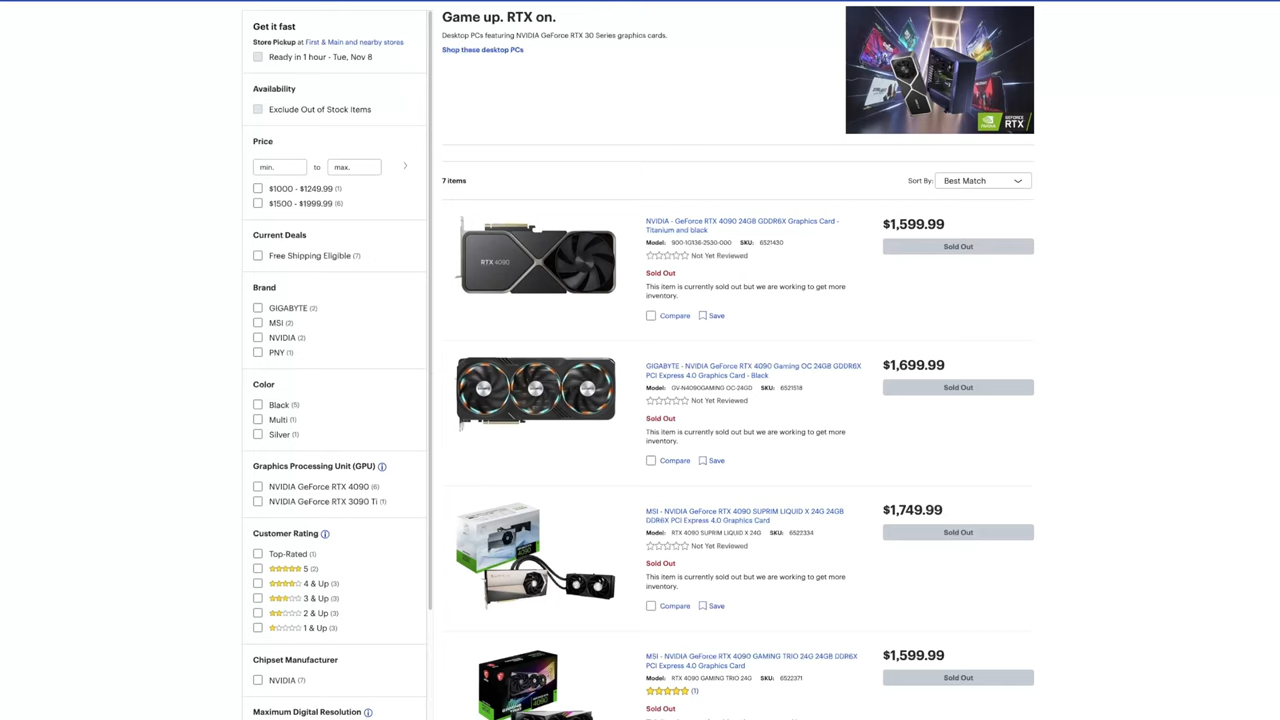 Get it fast
Store Pickup at First & Main and nearby stores
Ready in 1 hour - Tue, Nov 8
Availability
Exclude Out of Stock Items
Price
min. to max.
$1000 - $1249.99 (1)
$1500 - $1999.99 (6)
Current Deals
Free Shipping Eligible (7)
Brand
GIGABYTE (2)
MSI (2)
NVIDIA (2)
PNY (1)
Color
Black (5)
Multi (1)
Silver (1)
Graphics Processing Unit (GPU)
NVIDIA GeForce RTX 4090 (6)
NVIDIA GeForce RTX 3090 Ti (1)
Customer Rating
Top-Rated (1)
5 (2)
4 & Up (3)
3 & Up (3)
2 & Up (3)
1 & Up (3)
Chipset Manufacturer
NVIDIA (7)
Maximum Digital Resolution
Game up. RTX on.
Desktop PCs featuring NVIDIA GeForce RTX 30 Series graphics cards.
Shop these desktop PCs
NVIDIA
GEFORCE
RTX
7 items
Sort By: Best Match
RTX 4090
NVIDIA - GeForce RTX 4090 24GB GDDR6X Graphics Card -
Titanium and black
Model: 900-1G136-2530-000 SKU: 6521430
Not Yet Reviewed
Sold Out
This item is currently sold out but we are working to get more
inventory.
Compare Save
$1,599.99
Sold Out
GIGABYTE - NVIDIA GeForce RTX 4090 Gaming OC 24GB GDDR6X
PCI Express 4.0 Graphics Card - Black
Model: GV-N4090GAMING OC-24GD SKU: 6521518
Not Yet Reviewed
Sold Out
This item is currently sold out but we are working to get more
inventory.
Compare Save
$1,699.99
Sold Out
MSI - NVIDIA GeForce RTX 4090 SUPRIM LIQUID X 24G 24GB
DDR6X PCI Express 4.0 Graphics Card
Model: RTX 4090 SUPRIM LIQUID X 24G SKU: 6522334
Not Yet Reviewed
Sold Out
This item is currently sold out but we are working to get more
inventory.
Compare Save
$1,749.99
Sold Out
MSI - NVIDIA GeForce RTX 4090 GAMING TRIO 24G 24GB DDR6X
PCI Express 4.0 Graphics Card
Model: RTX 4090 GAMING TRIO 24G SKU: 6522371
(1)
Sold Out
$1,599.99
Sold Out